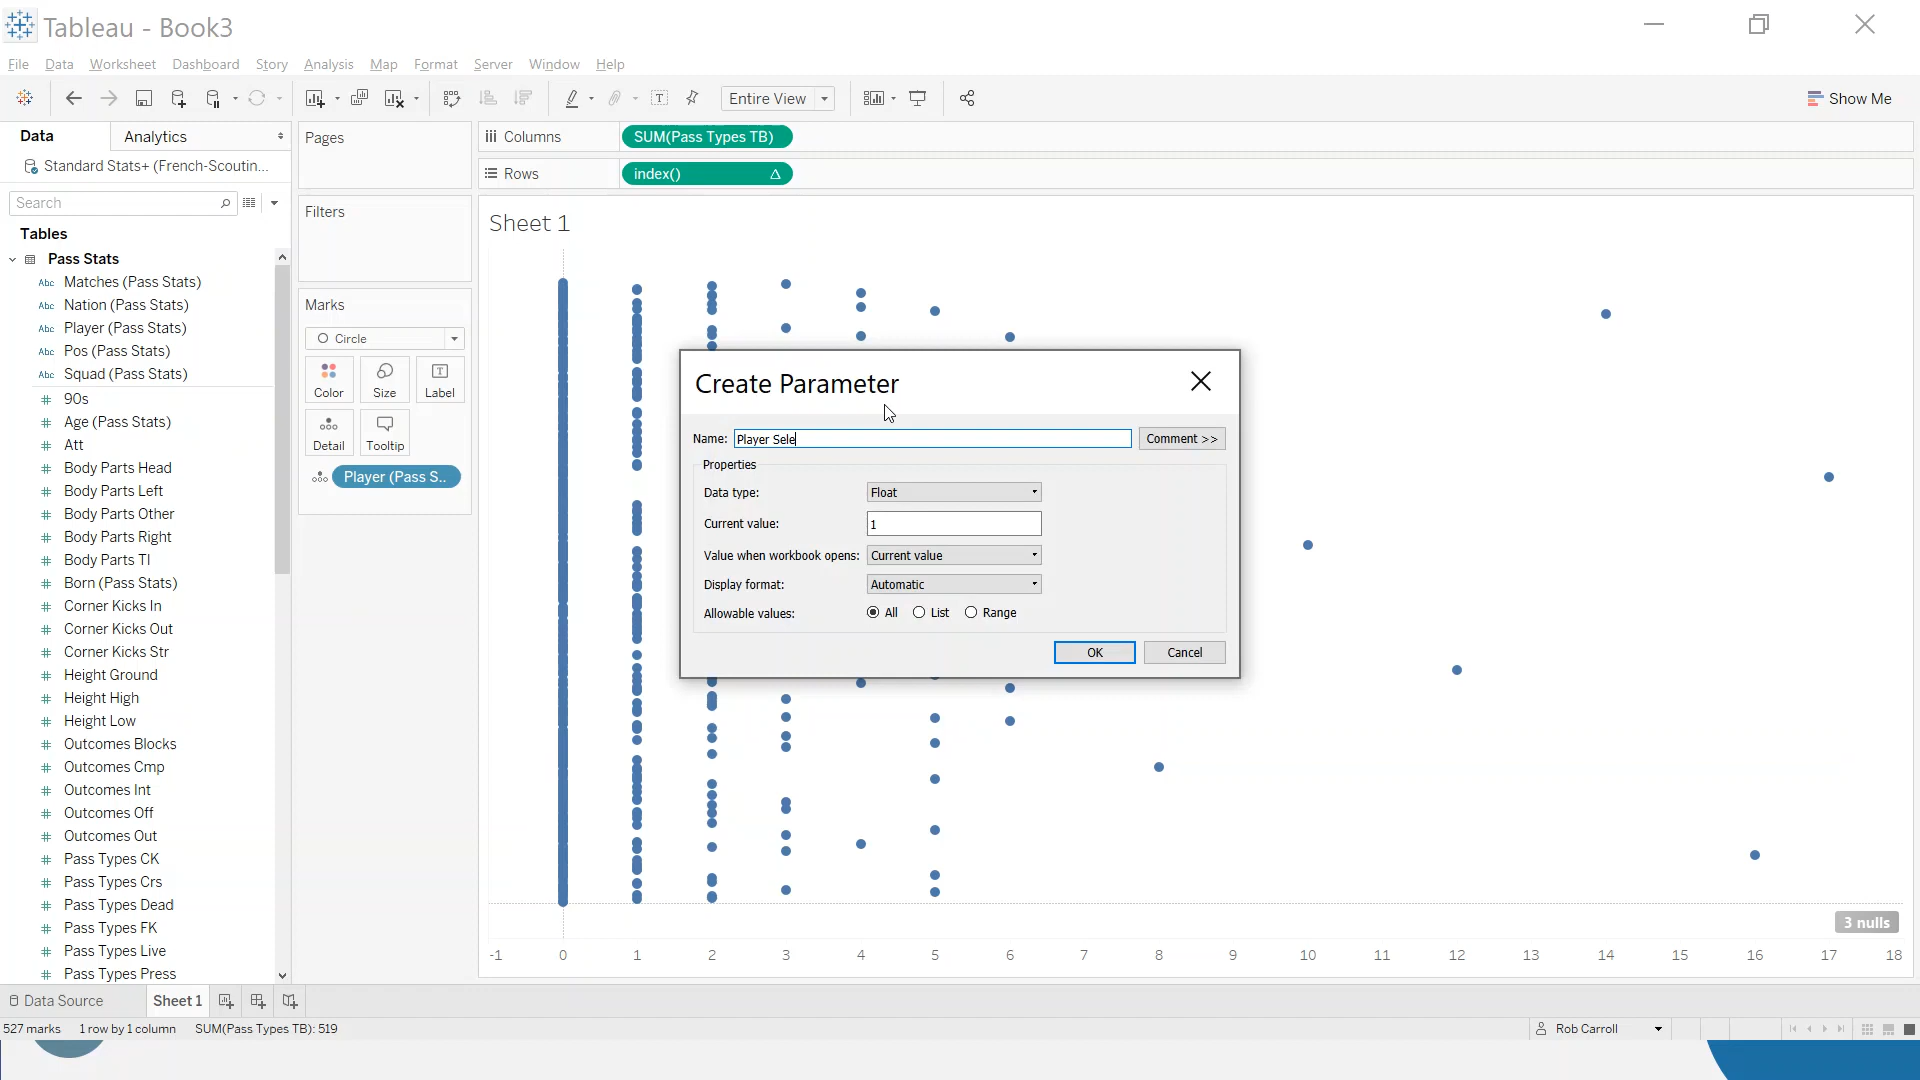 Tableau - Book3
File Data Worksheet Dashboard Story Analysis Map Format Server Window Help
Entire View
Show Me
Data Analytics
Standard Stats+ (French-Scoutin...
Search
Tables
Pass Stats
Abc Matches (Pass Stats)
Abc Nation (Pass Stats)
Abc Player (Pass Stats)
Abc Pos (Pass Stats)
Abc Squad (Pass Stats)
# 90s
# Age (Pass Stats)
# Att
# Body Parts Head
# Body Parts Left
# Body Parts Other
# Body Parts Right
# Body Parts TI
# Born (Pass Stats)
# Corner Kicks In
# Corner Kicks Out
# Corner Kicks Str
# Height Ground
# Height High
# Height Low
# Outcomes Blocks
# Outcomes Cmp
# Outcomes Int
# Outcomes Off
# Outcomes Out
# Pass Types CK
# Pass Types Crs
# Pass Types Dead
# Pass Types FK
# Pass Types Live
# Pass Types Press
Pages
Filters
Marks
Circle
Color Size Label
Detail Tooltip
Player (Pass S..
Columns SUM(Pass Types TB)
Rows index()
Sheet 1
Create Parameter
Name: Player Sele Comment >>
Properties
Data type: Float
Current value: 1
Value when workbook opens: Current value
Display format: Automatic
Allowable values: All List Range
OK Cancel
3 nulls
-1 0 1 2 3 4 5 6 7 8 9 10 11 12 13 14 15 16 17 18
Data Source Sheet 1
527 marks 1 row by 1 column SUM(Pass Types TB): 519 Rob Carroll